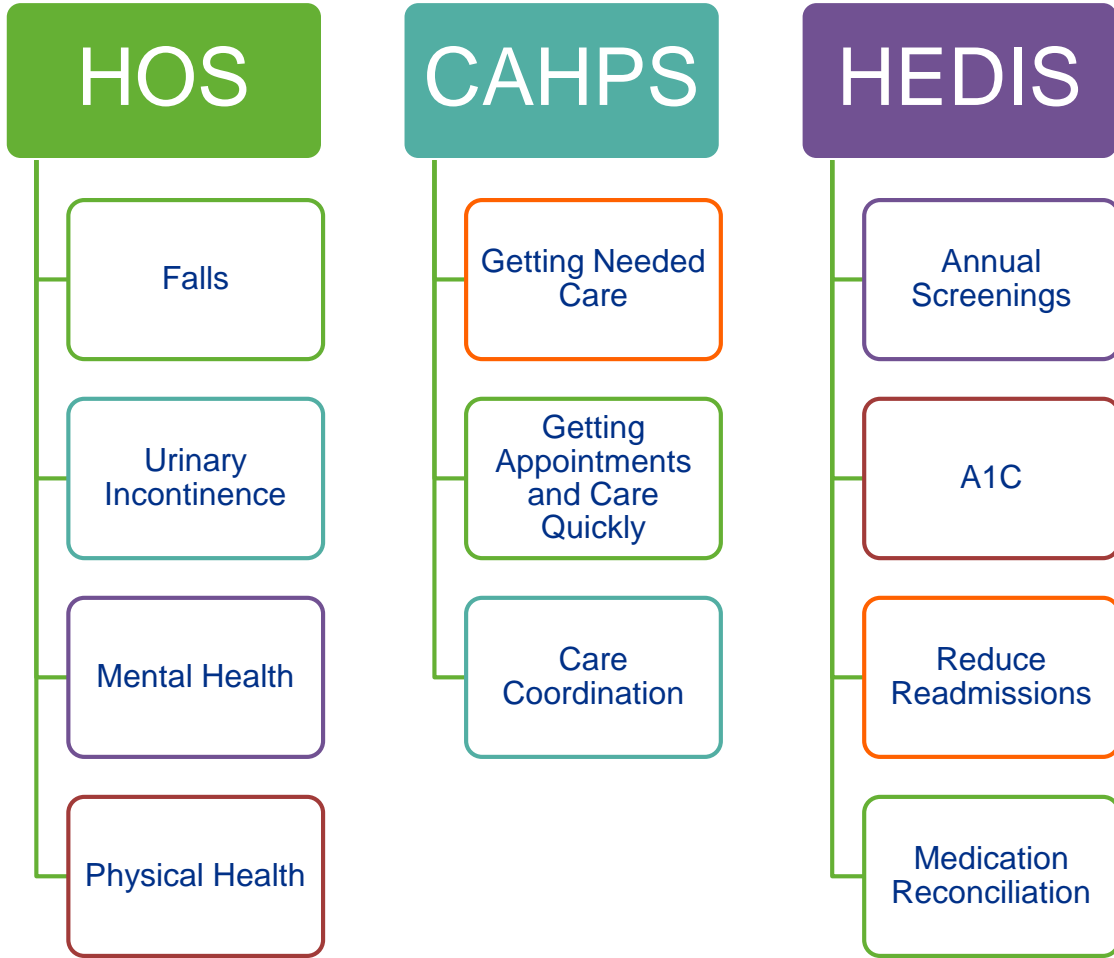 HOS
Falls
Urinary
Incontinence
Mental Health
Physical Health
CAHPS
Getting Needed
Care
Getting
Appointments
and Care
Quickly
Care
Coordination
HEDIS
Annual
Screenings
A1C
Reduce
Readmissions
Medication
Reconciliation